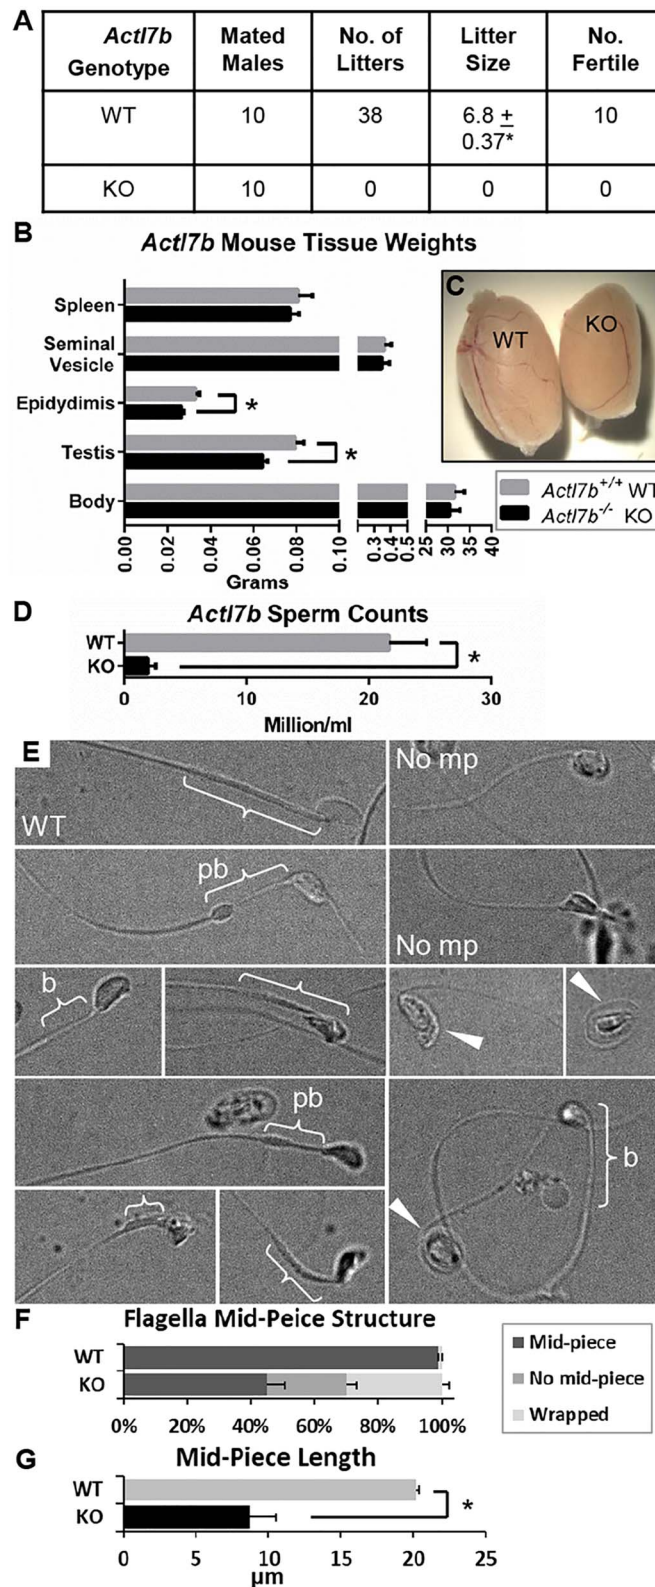 A
Actl7b Genotype | Mated Males | No. of Litters | Litter Size | No. Fertile
WT | 10 | 38 | 6.8 ± 0.37* | 10
KO | 10 | 0 | 0 | 0
B
Actl7b Mouse Tissue Weights
Spleen
Seminal
Vesicle
Epidydimis
*
Testis
*
Body
0.00 0.02 0.04 0.06 0.08 0.10 0.3 0.4 0.5 25 30 35 40
Grams
C
WT KO
Actl7b+/+ WT
Actl7b-/- KO
D
Actl7b Sperm Counts
WT
KO
*
0 10 20 30
Million/ml
E
WT
No mp
pb
No mp
b
pb
b
F
Flagella Mid-Peice Structure
WT
KO
0% 20% 40% 60% 80% 100%
Mid-piece
No mid-piece
Wrapped
G
Mid-Piece Length
WT
KO
*
0 5 10 15 20 25
µm